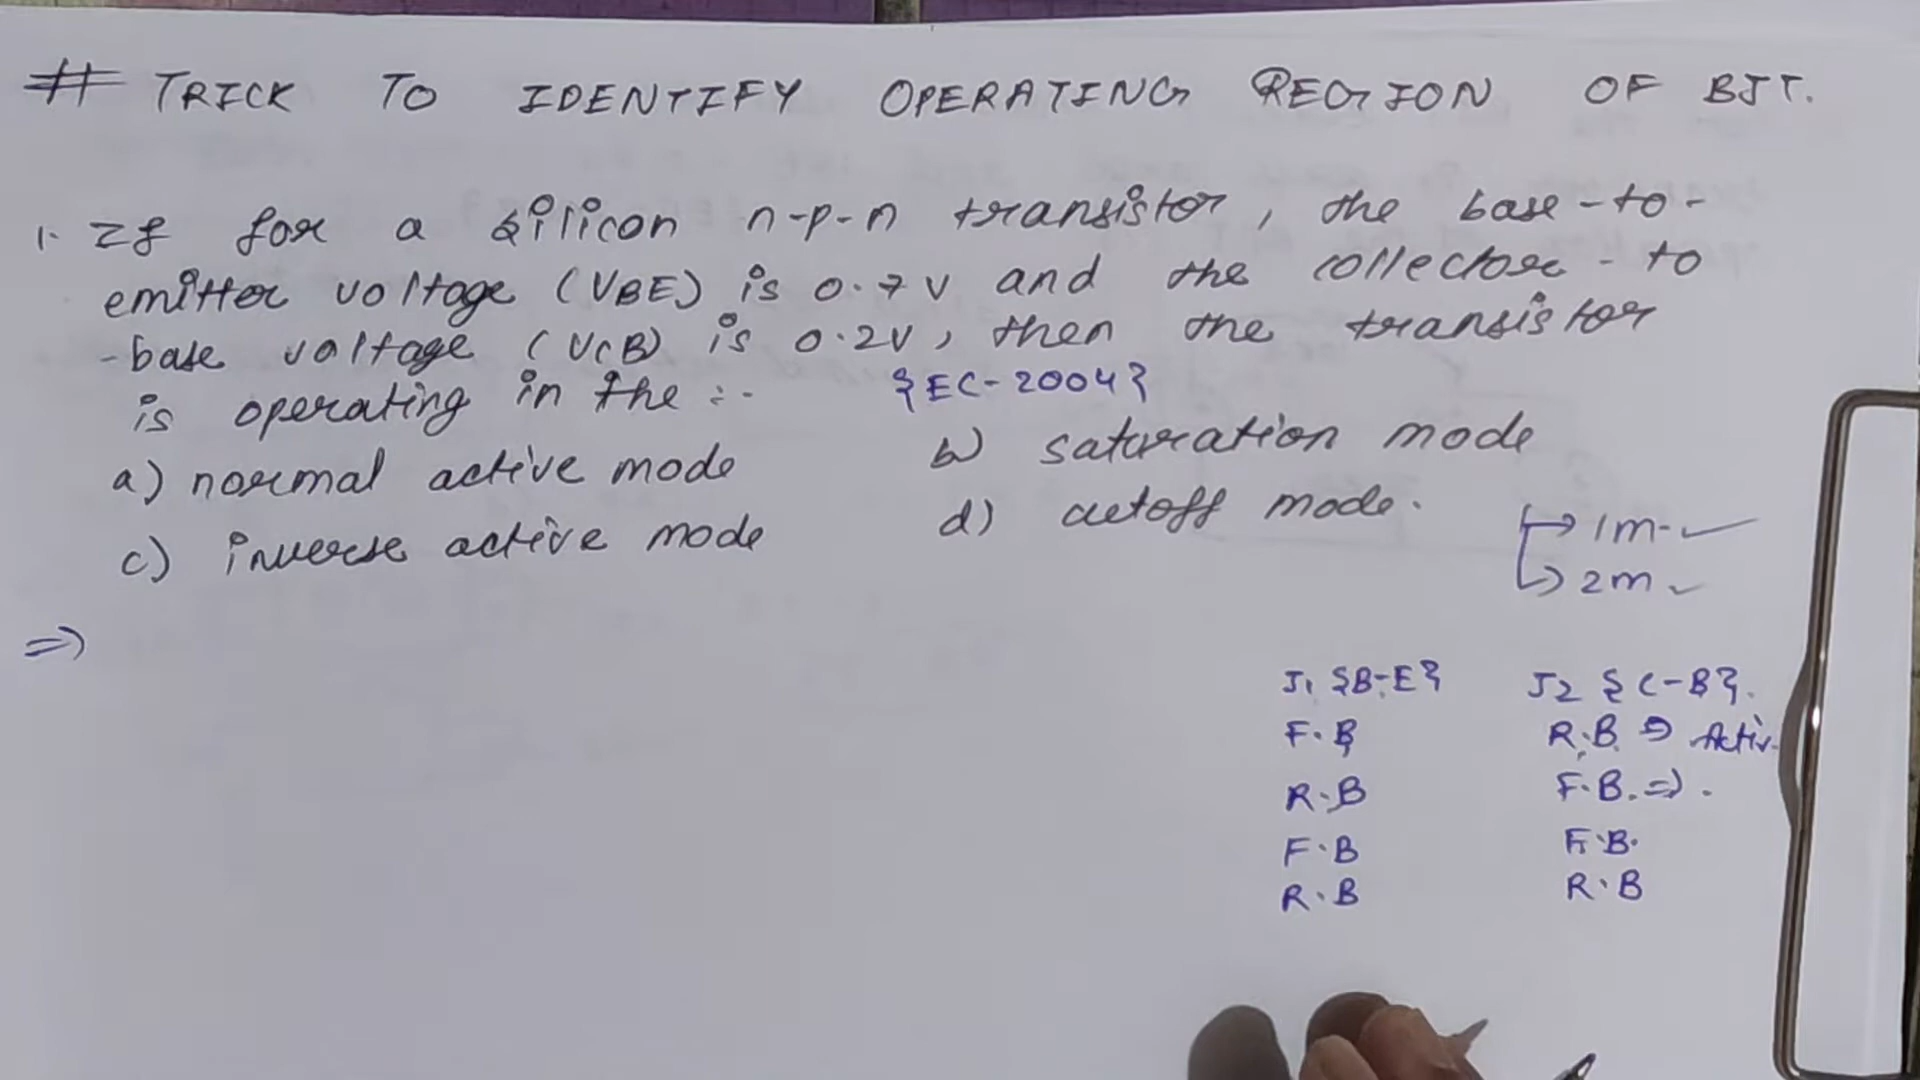 # TRICK TO IDENTIFY OPERATING REGION OF BJT.
1. If for a silicon n-p-n transistor, the base-to-
emitter voltage (VBE) is 0.7 V and the collector-to
-base voltage (VCB) is 0.2V, then the transistor
is operating in the :- {EC-2004}
a) normal active mode b) saturation mode
c) inverse active mode d) cutoff mode.
→ 1m- ✓
→ 2m ✓
⇒
J1 {B-E} J2 {C-B}.
F.B R.B ⇒ Activ
R.B F.B. ⇒ .
F.B F.B.
R.B R.B